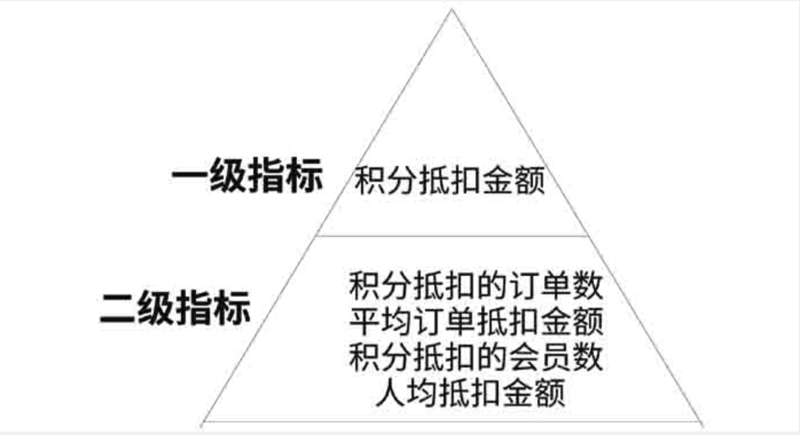 一级指标
积分抵扣金额
二级指标
积分抵扣的订单数
平均订单抵扣金额
积分抵扣的会员数
人均抵扣金额